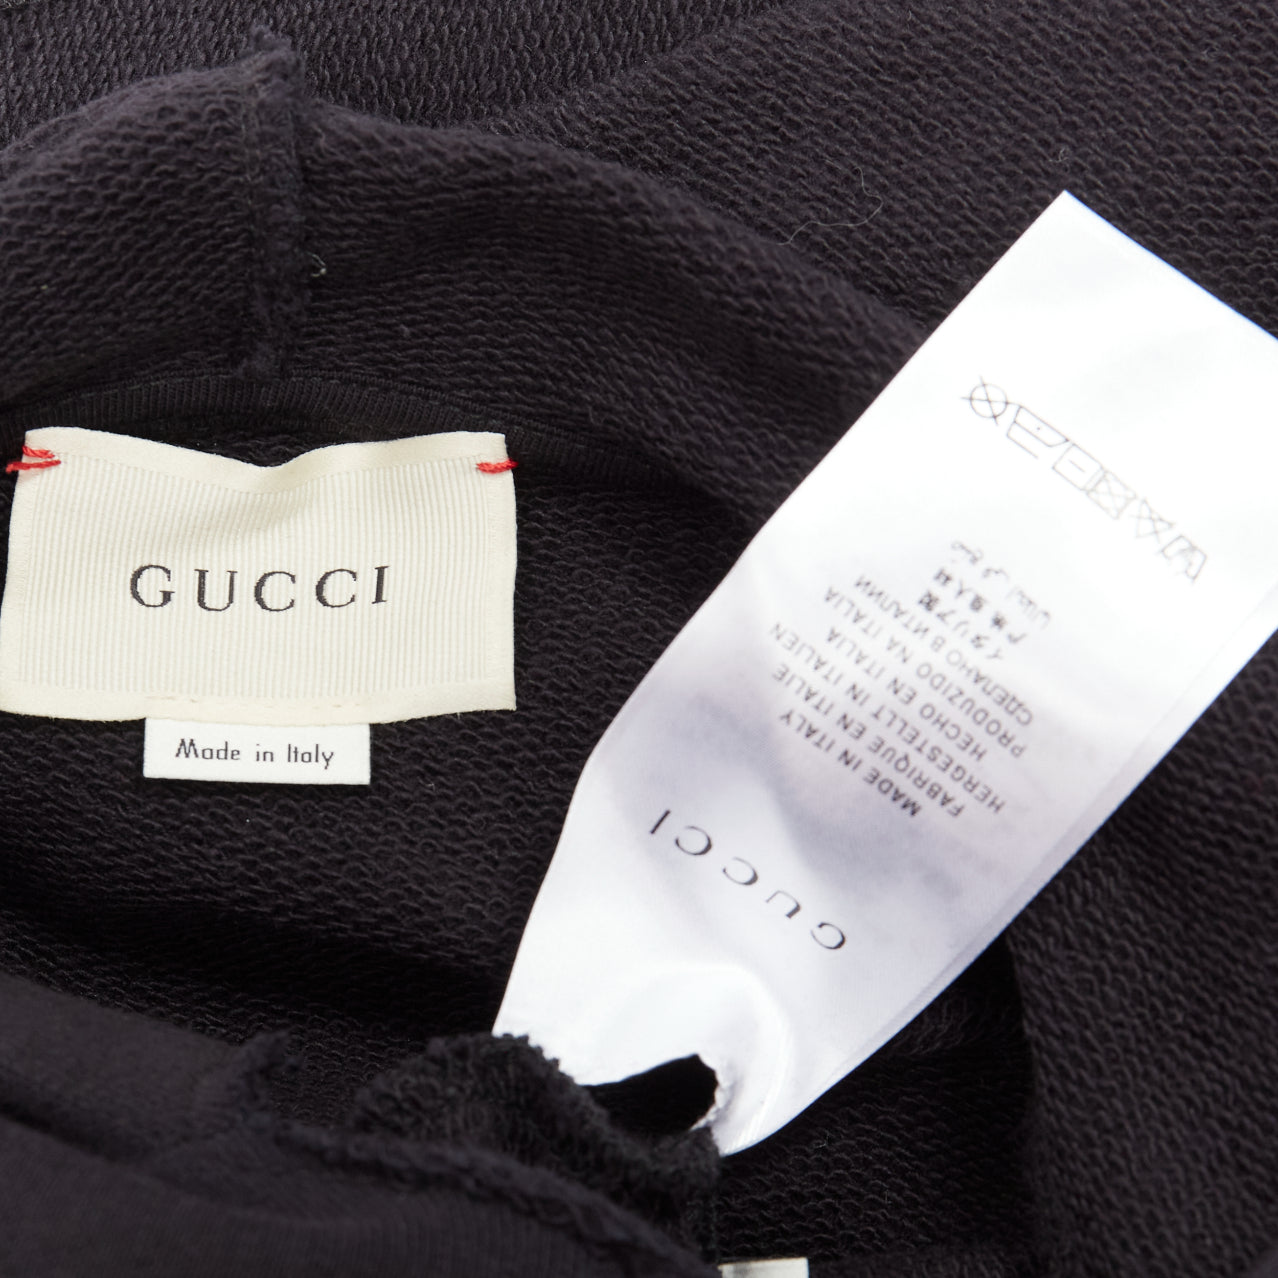 GUCCI
Made in Italy
GUCCI
MADE IN ITALY
FABRIQUE EN ITALIE
HERGESTELLT IN ITALIEN
HECHO EN ITALIA
PRODUZIDO NA ITALIA
СДЕЛАНО В ИТАЛИИ
イタリア製